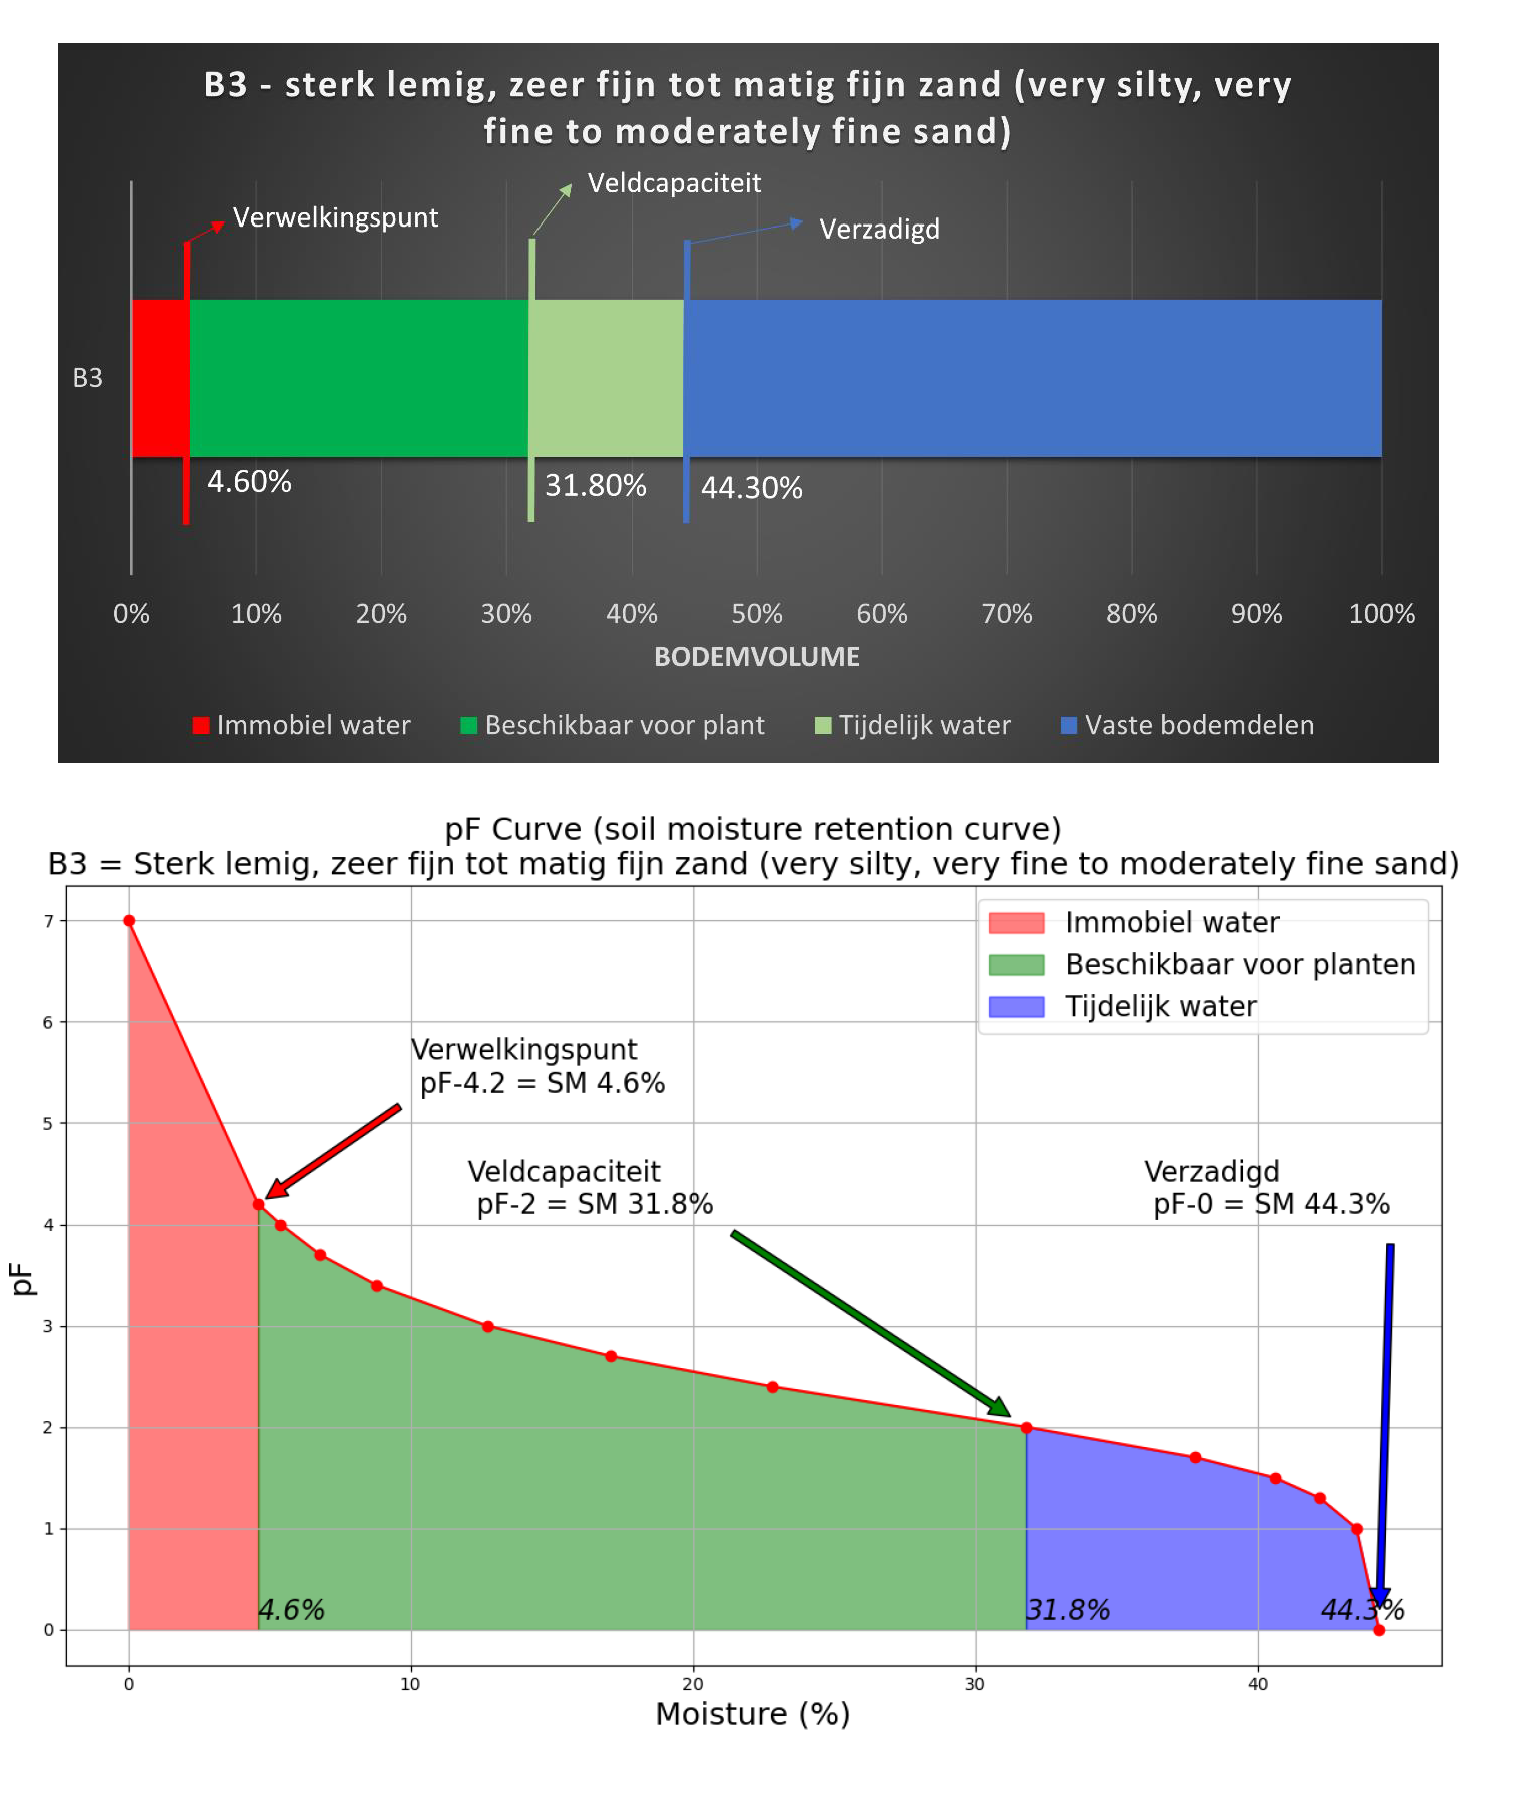 B3 - sterk lemig, zeer fijn tot matig fijn zand (very silty, very
fine to moderately fine sand)
Veldcapaciteit
Verwelkingspunt
Verzadigd
B3
4.60%
31.80%
44.30%
0%
10%
20%
30%
40%
50%
60%
70%
80%
90%
100%
BODEMVOLUME
Immobiel water
Beschikbaar voor plant
Tijdelijk water
Vaste bodemdelen
pF Curve (soil moisture retention curve)
B3 = Sterk lemig, zeer fijn tot matig fijn zand (very silty, very fine to moderately fine sand)
Immobiel water
Beschikbaar voor planten
Tijdelijk water
Verwelkingspunt
pF-4.2 = SM 4.6%
Veldcapaciteit
pF-2 = SM 31.8%
Verzadigd
pF-0 = SM 44.3%
7
6
5
4
3
2
1
0
pF
4.6%
31.8%
44.3%
0
10
20
30
40
Moisture (%)